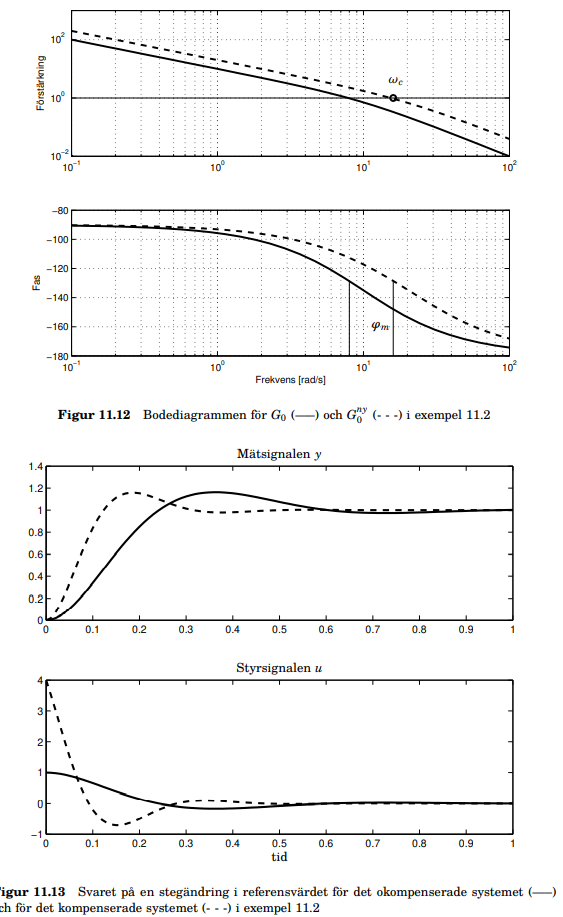 10^2
10^0
10^-2
Förstärkning
ω_c
10^-1 10^0 10^1 10^2
-80
-100
-120
-140
-160
-180
Fas
φ_m
10^-1 10^0 10^1 10^2
Frekvens [rad/s]
Figur 11.12 Bodediagrammen för G_0 (——) och G_0^ny (- - -) i exempel 11.2
Mätsignalen y
1.4
1.2
1
0.8
0.6
0.4
0.2
0
0 0.1 0.2 0.3 0.4 0.5 0.6 0.7 0.8 0.9 1
Styrsignalen u
4
3
2
1
0
-1
0 0.1 0.2 0.3 0.4 0.5 0.6 0.7 0.8 0.9 1
tid
igur 11.13 Svaret på en stegändring i referensvärdet för det okompenserade systemet (——)
ch för det kompenserade systemet (- - -) i exempel 11.2